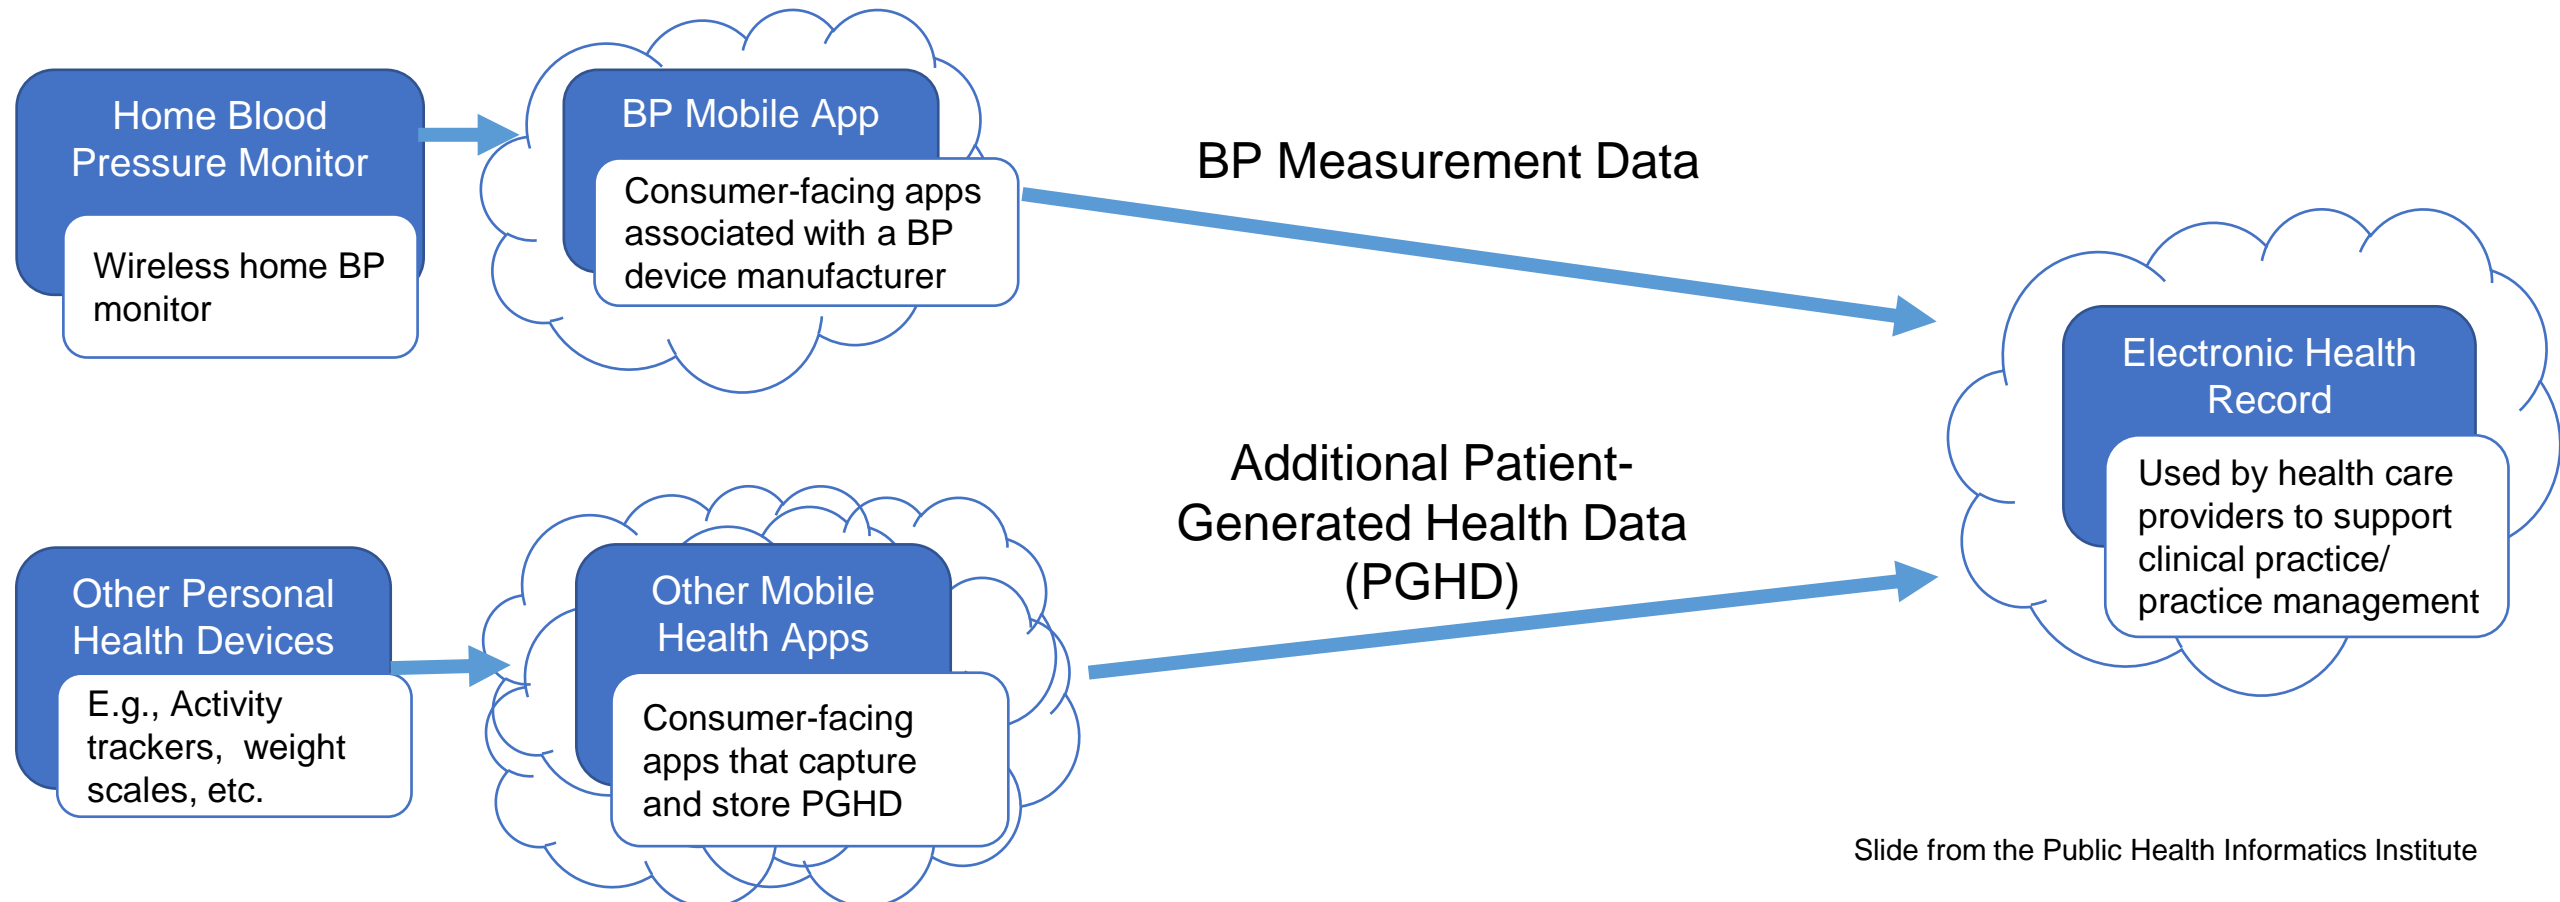 Home Blood
Pressure Monitor
Wireless home BP
monitor
BP Mobile App
Consumer-facing apps
associated with a BP
device manufacturer
BP Measurement Data
Electronic Health
Record
Used by health care
providers to support
clinical practice/
practice management
Additional Patient-
Generated Health Data
(PGHD)
Other Personal
Health Devices
E.g., Activity
trackers,  weight
scales, etc.
Other Mobile
Health Apps
Consumer-facing
apps that capture
and store PGHD
Slide from the Public Health Informatics Institute